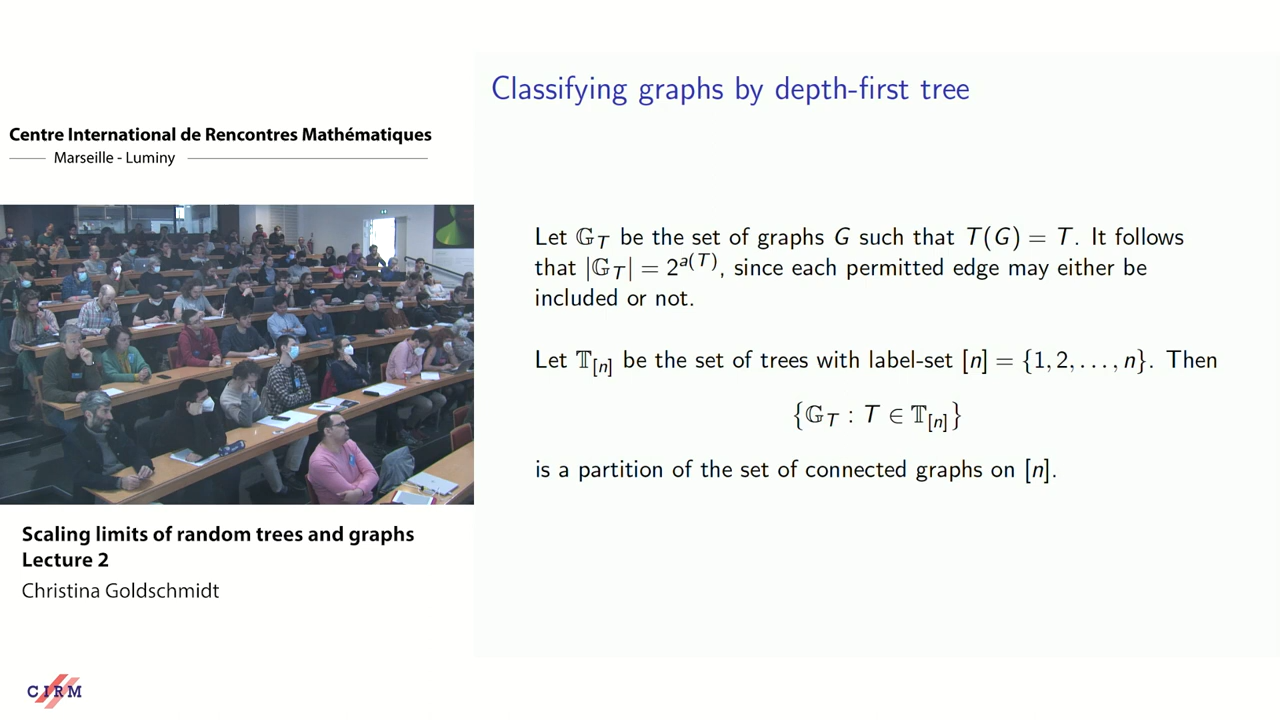 Centre International de Rencontres Mathématiques
Marseille - Luminy
Scaling limits of random trees and graphs
Lecture 2
Christina Goldschmidt
CIRM
Classifying graphs by depth-first tree
Let 𝔾_T be the set of graphs G such that T(G) = T. It follows
that |𝔾_T| = 2^{a(T)}, since each permitted edge may either be
included or not.
Let 𝕋_{[n]} be the set of trees with label-set [n] = {1, 2, . . . , n}. Then
{𝔾_T : T ∈ 𝕋_{[n]}}
is a partition of the set of connected graphs on [n].